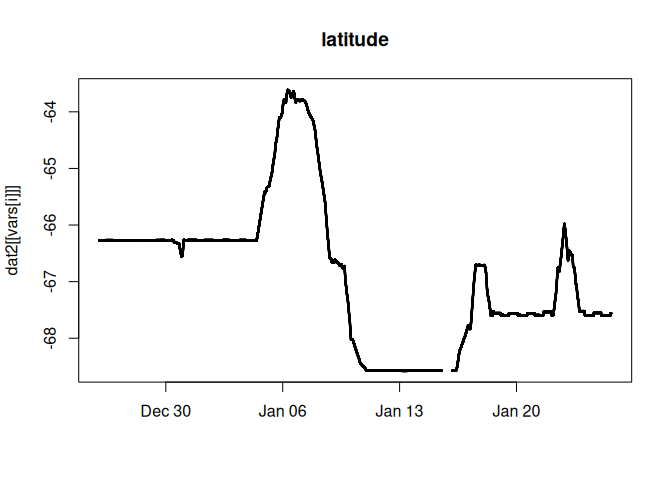 latitude
dat2[[vars[i]]]
-64
-65
-66
-67
-68
Dec 30
Jan 06
Jan 13
Jan 20